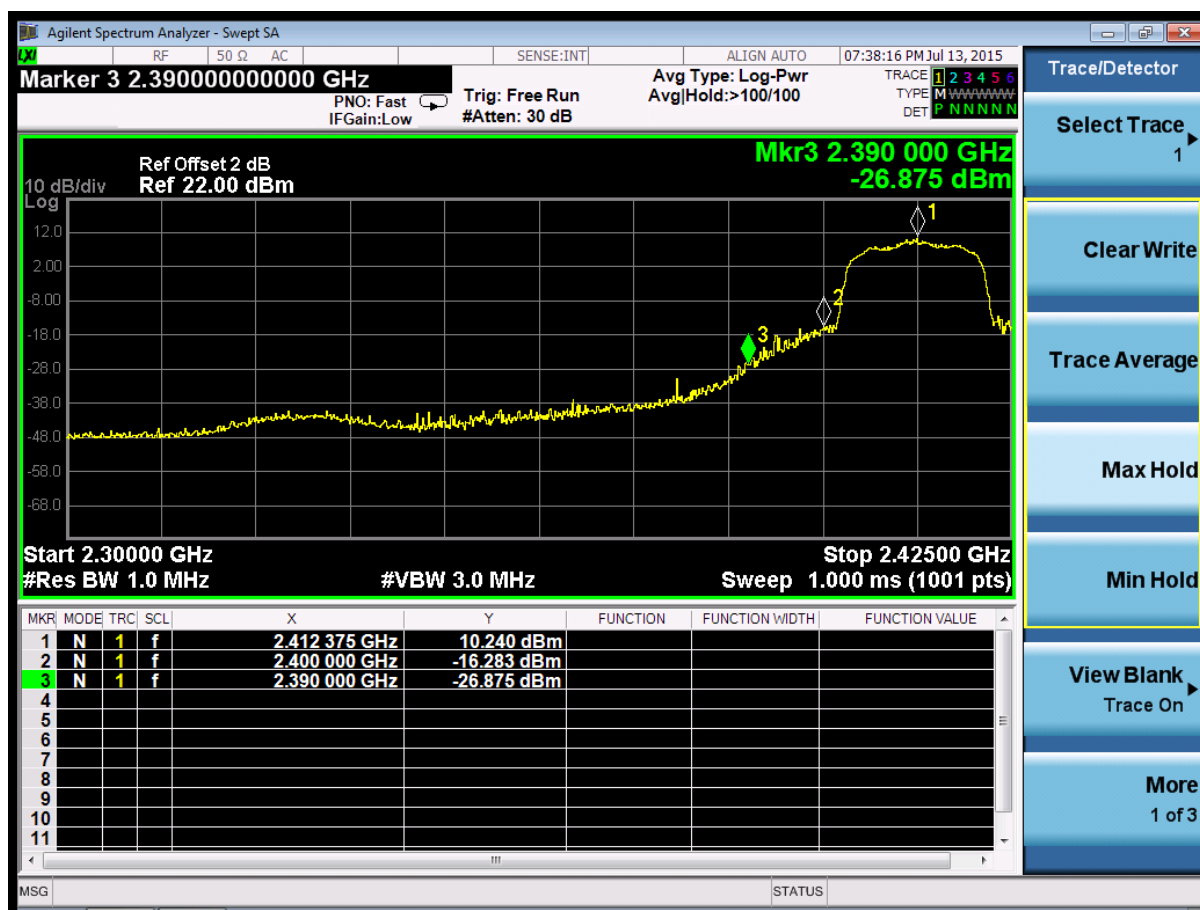 Agilent Spectrum Analyzer - Swept SA
LXI RF 50 Ω AC SENSE:INT ALIGN AUTO 07:38:16 PM Jul 13, 2015
Marker 3 2.390000000000 GHz
PNO: Fast
IFGain:Low
Trig: Free Run
#Atten: 30 dB
Avg Type: Log-Pwr
Avg|Hold:>100/100
TRACE 1 2 3 4 5 6
TYPE M W W W W W
DET P N N N N N
Mkr3 2.390 000 GHz
-26.875 dBm
Ref Offset 2 dB
10 dB/div Ref 22.00 dBm
Log
12.0
2.00
-8.00
-18.0
-28.0
-38.0
-48.0
-58.0
-68.0
1
2
3
Start 2.30000 GHz Stop 2.42500 GHz
#Res BW 1.0 MHz #VBW 3.0 MHz Sweep 1.000 ms (1001 pts)
MKR MODE TRC SCL X Y FUNCTION FUNCTION WIDTH FUNCTION VALUE
1 N 1 f 2.412 375 GHz 10.240 dBm
2 N 1 f 2.400 000 GHz -16.283 dBm
3 N 1 f 2.390 000 GHz -26.875 dBm
4
5
6
7
8
9
10
11
MSG STATUS
Trace/Detector
Select Trace
1
Clear Write
Trace Average
Max Hold
Min Hold
View Blank
Trace On
More
1 of 3